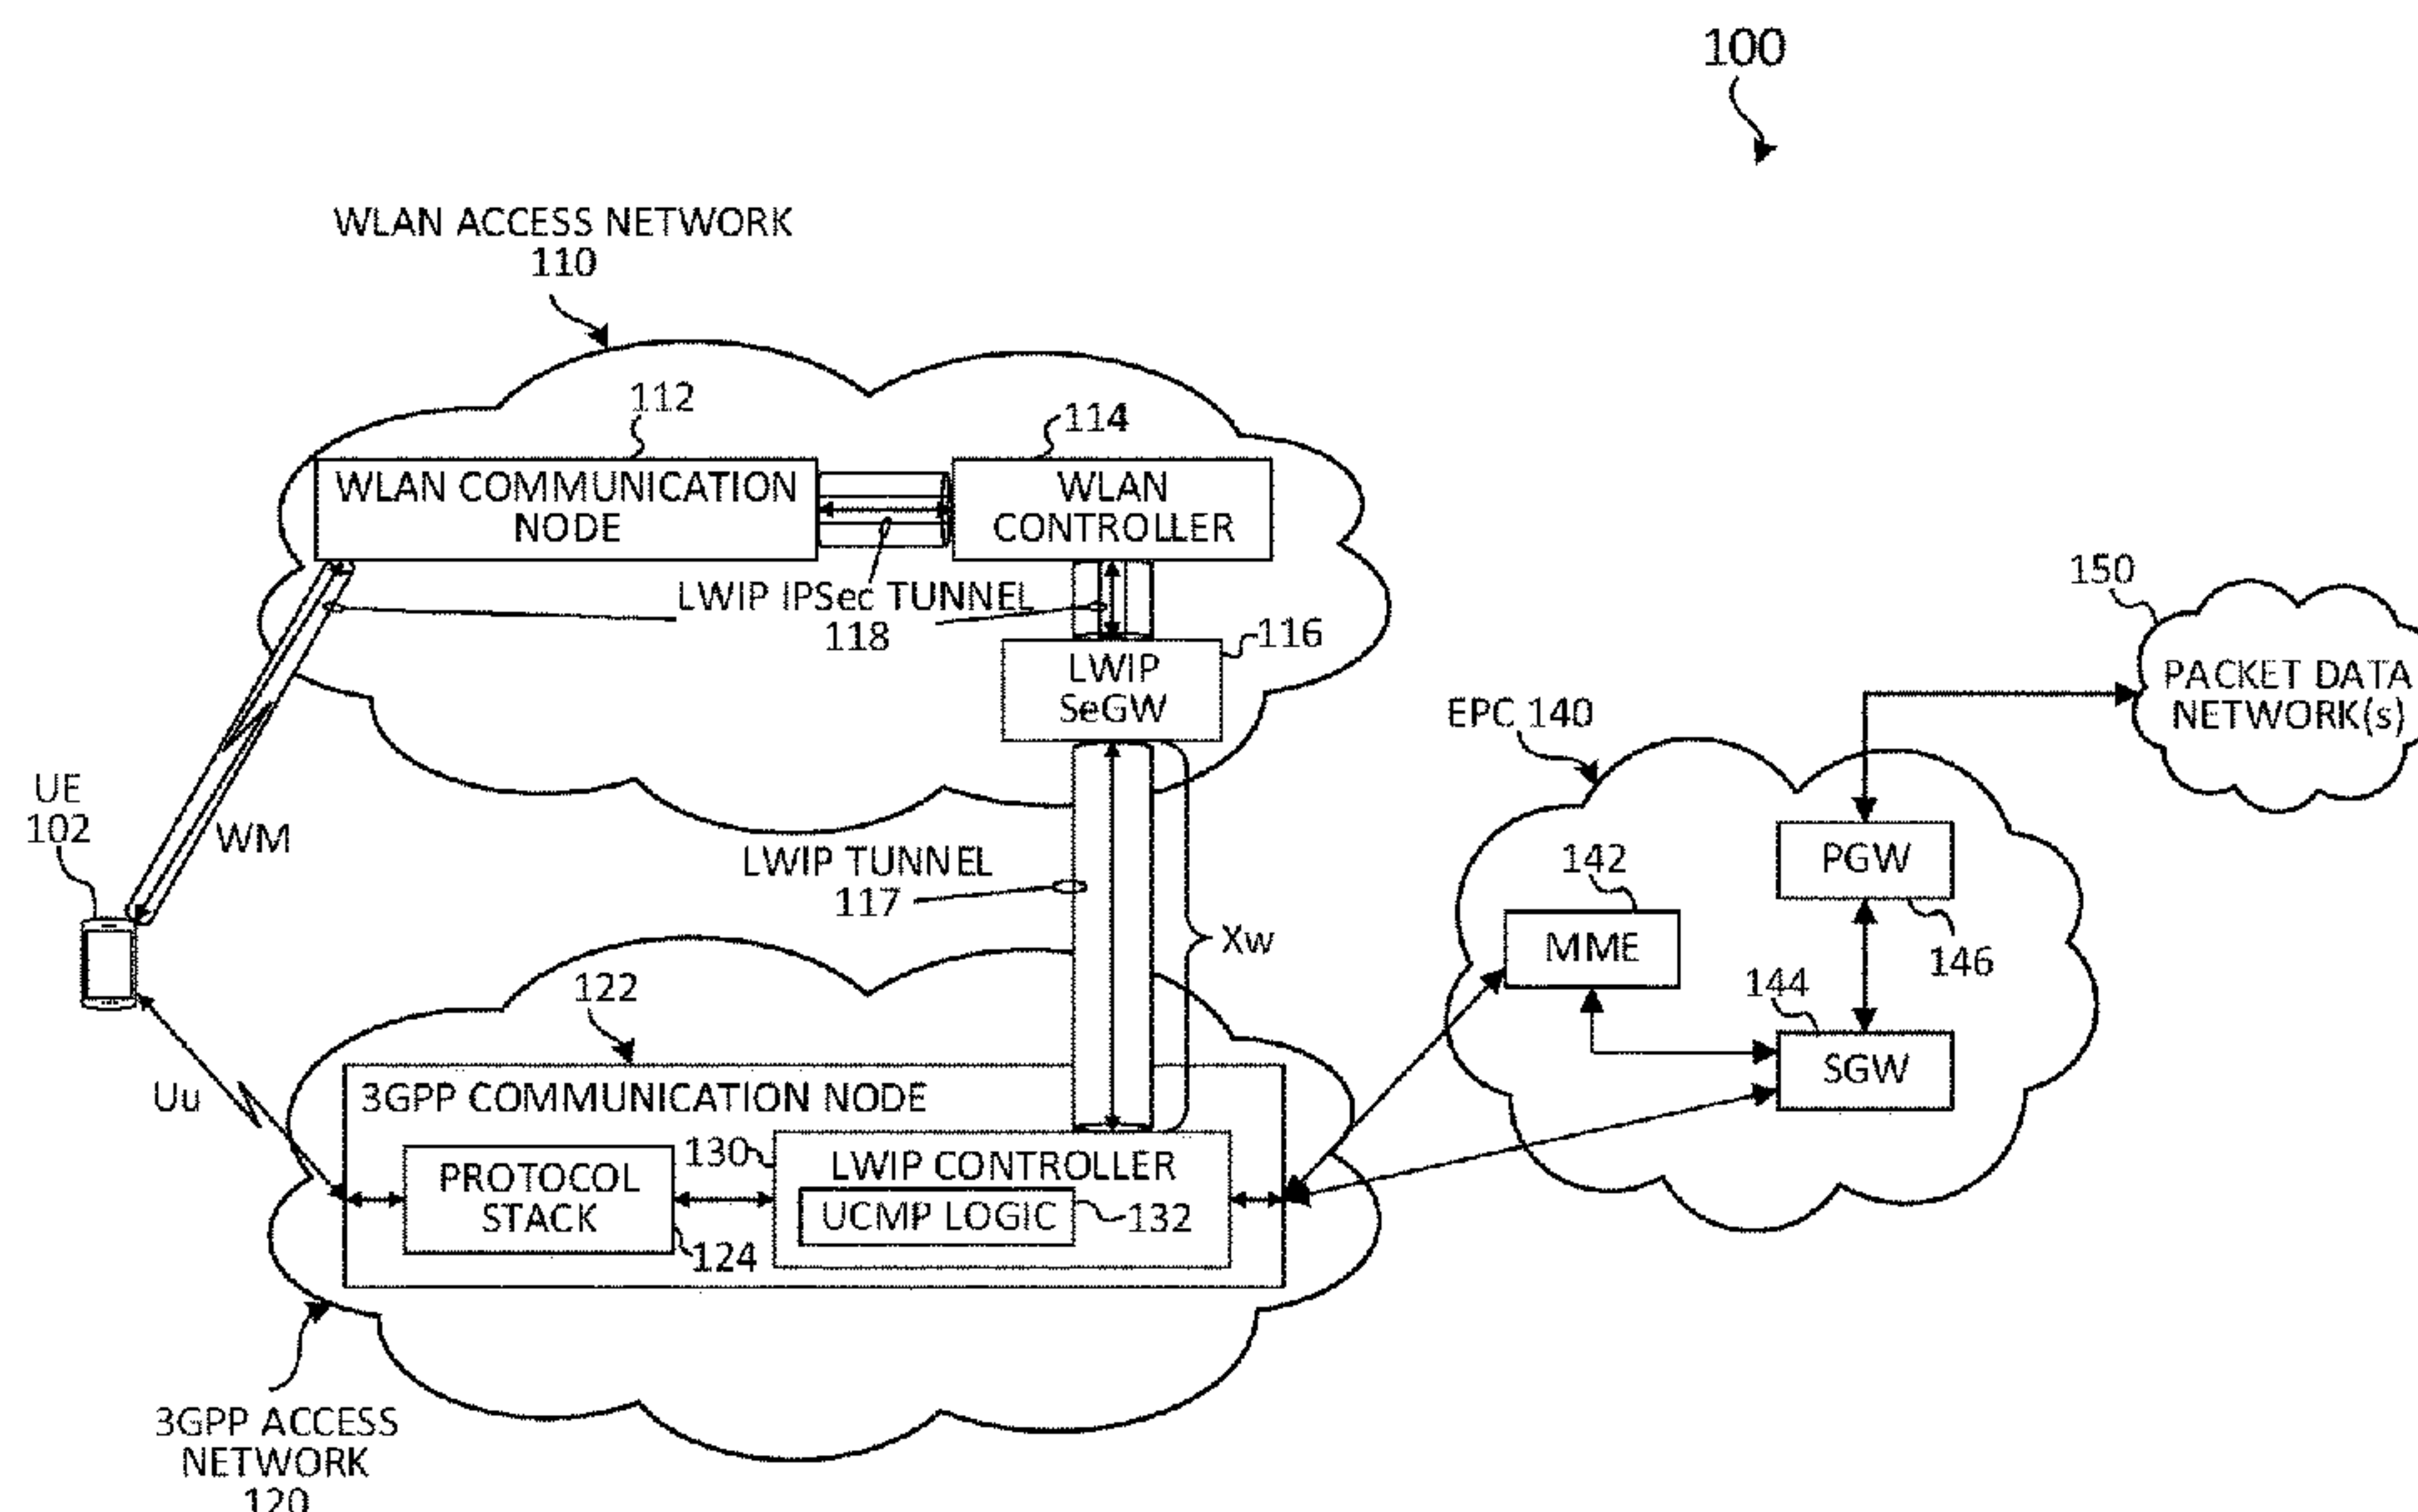 100
WLAN ACCESS NETWORK
110
112
114
WLAN COMMUNICATION
NODE
WLAN
CONTROLLER
LWIP IPSec TUNNEL
118
116
LWIP
SeGW
150
PACKET DATA
NETWORK(s)
EPC 140
UE
102
WM
LWIP TUNNEL
117
Xw
142
MME
PGW
146
144
SGW
122
Uu
3GPP COMMUNICATION NODE
PROTOCOL
STACK
124
130
LWIP CONTROLLER
UCMP LOGIC
132
3GPP ACCESS
NETWORK
120